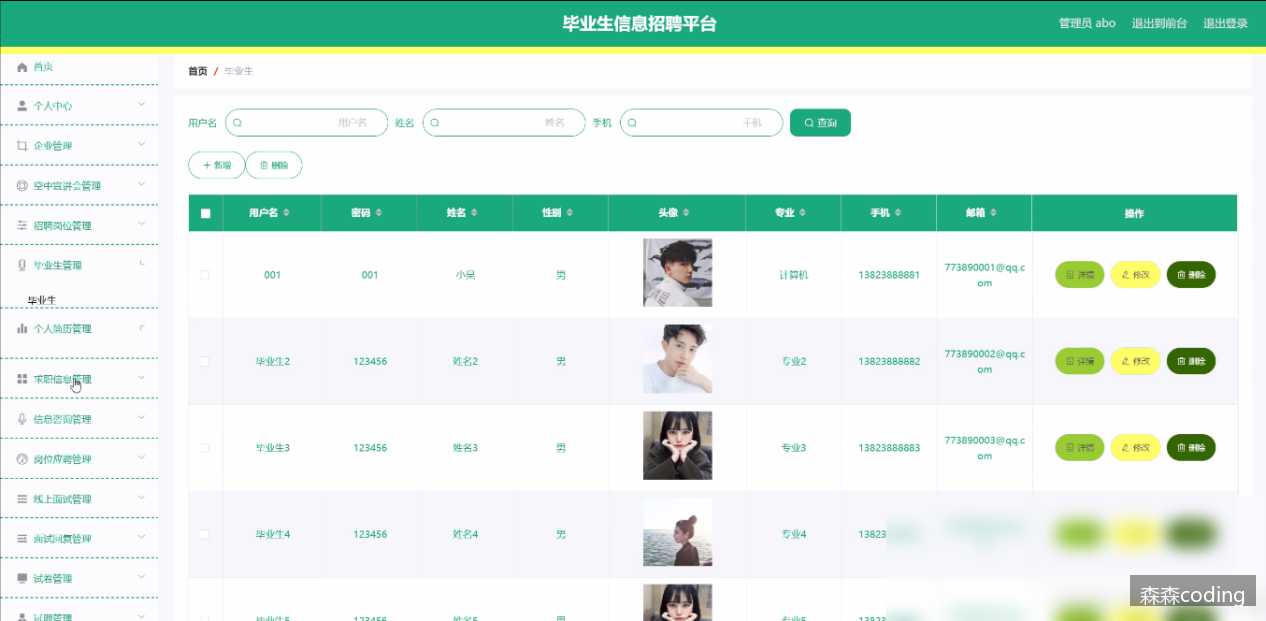 毕业生信息招聘平台
管理员 abo 退出到前台 退出登录
首页
个人中心
企业管理
空中宣讲会管理
招聘岗位管理
毕业生管理
毕业生
个人简历管理
求职信息管理
信息咨询管理
岗位应聘管理
线上面试管理
面试回复管理
试卷管理
试题管理
首页 / 毕业生
用户名 用户名 姓名 姓名 手机 手机 查询
新增 删除
用户名 密码 姓名 性别 头像 专业 手机 邮箱 操作
001 001 小吴 男 计算机 13823888881 773890001@qq.com 详情 修改 删除
毕业生2 123456 姓名2 男 专业2 13823888882 773890002@qq.com 详情 修改 删除
毕业生3 123456 姓名3 男 专业3 13823888883 773890003@qq.com 详情 修改 删除
毕业生4 123456 姓名4 男 专业4 13823
毕业生5 123456 姓名5 男 专业5 13823
森森coding